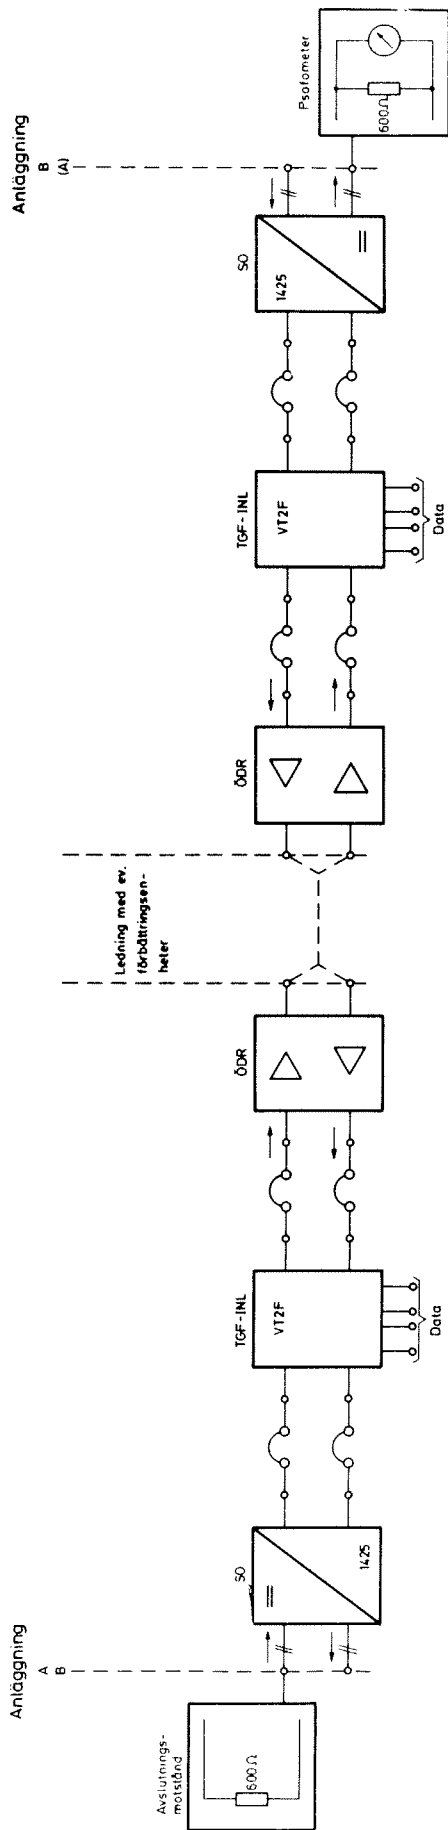 Anläggning
A
B
Avslutnings-
motstånd
600Ω
SO
1425
TGF-INL
VT2F
Data
ÖDR
Ledning med ev.
förbättringsen-
heter
ÖDR
TGF-INL
VT2F
Data
SO
1425
Anläggning
B
(A)
Psofometer
600Ω